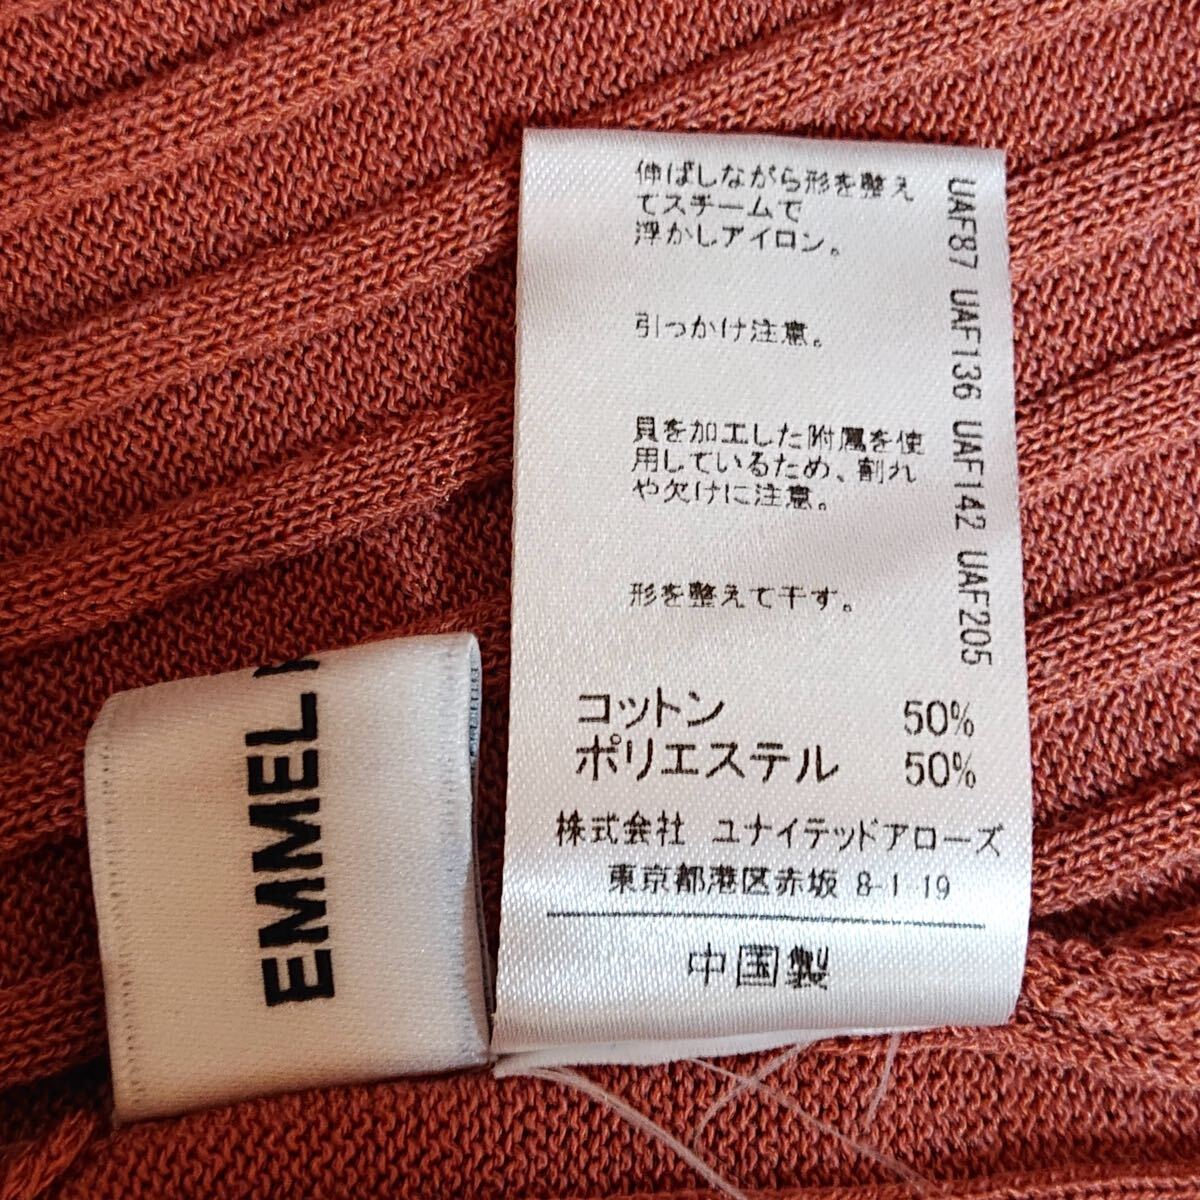 伸ばしながら形を整え
てスチームで
浮かしアイロン。
引っかけ注意。
貝を加工した附属を使
用しているため、割れ
や欠けに注意。
形を整えて干す。
UAF87 UAF136 UAF142 UAF205
コットン 50%
ポリエステル 50%
株式会社 ユナイテッドアローズ
東京都港区赤坂 8-1-19
中国製
EMMEL